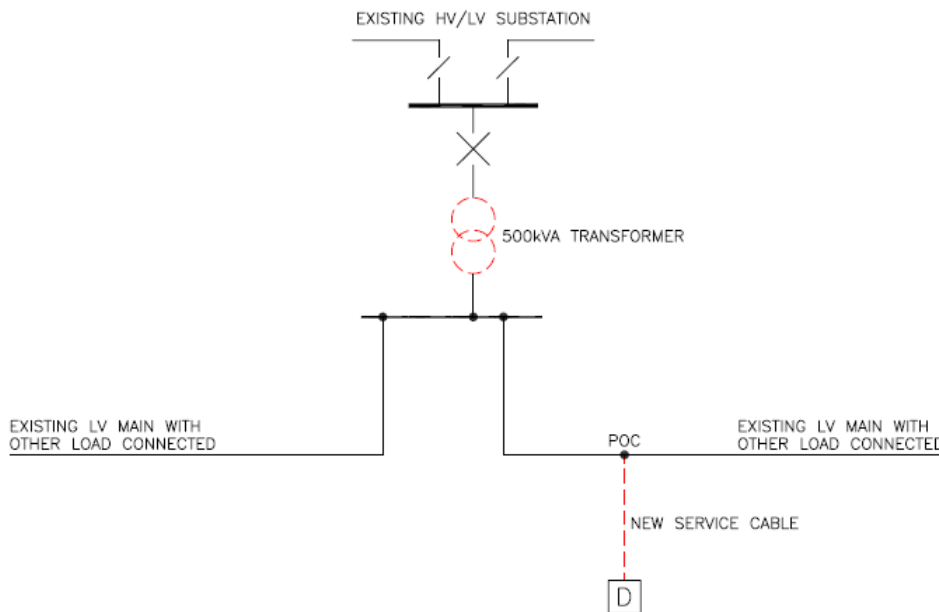 EXISTING HV/LV SUBSTATION
500kVA TRANSFORMER
EXISTING LV MAIN WITH
OTHER LOAD CONNECTED
POC
EXISTING LV MAIN WITH
OTHER LOAD CONNECTED
NEW SERVICE CABLE
D